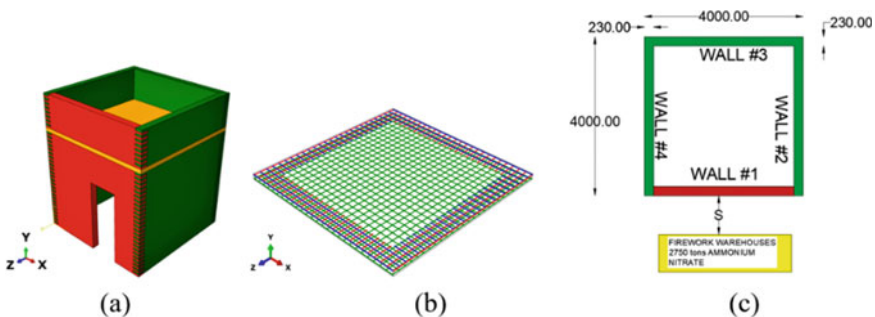 4000.00
230.00
230.00
WALL #3
4000.00
WALL #4
WALL #2
WALL #1
S
FIREWORK WAREHOUSES
2750 tons AMMONIUM
NITRATE
Y
Z X
Y
Z X
(a)
(b)
(c)